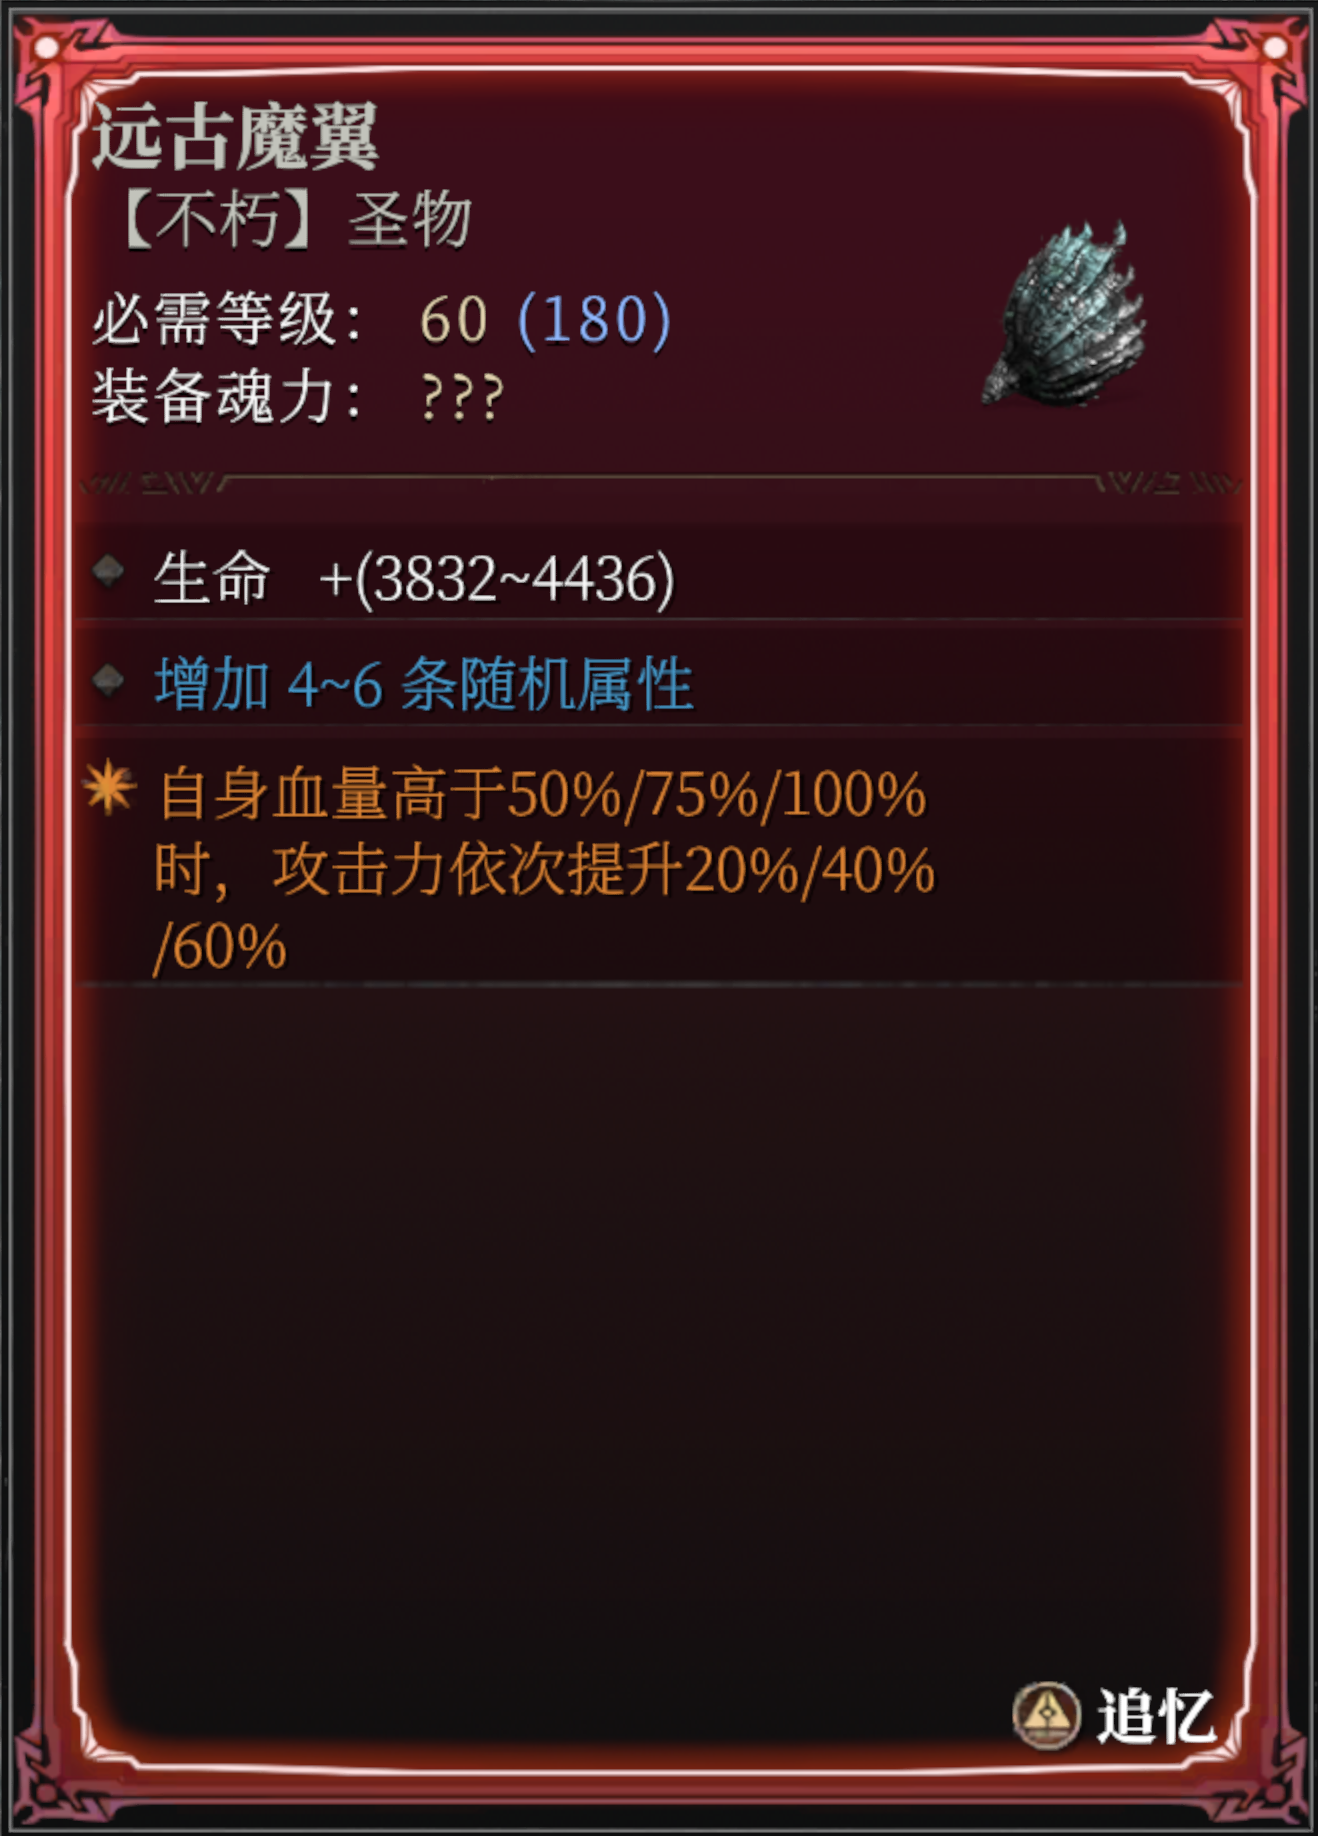 远古魔翼
【不朽】圣物
必需等级： 60 (180)
装备魂力： ???
生命 +(3832~4436)
增加 4~6 条随机属性
自身血量高于50%/75%/100%
时，攻击力依次提升20%/40%
/60%
追忆